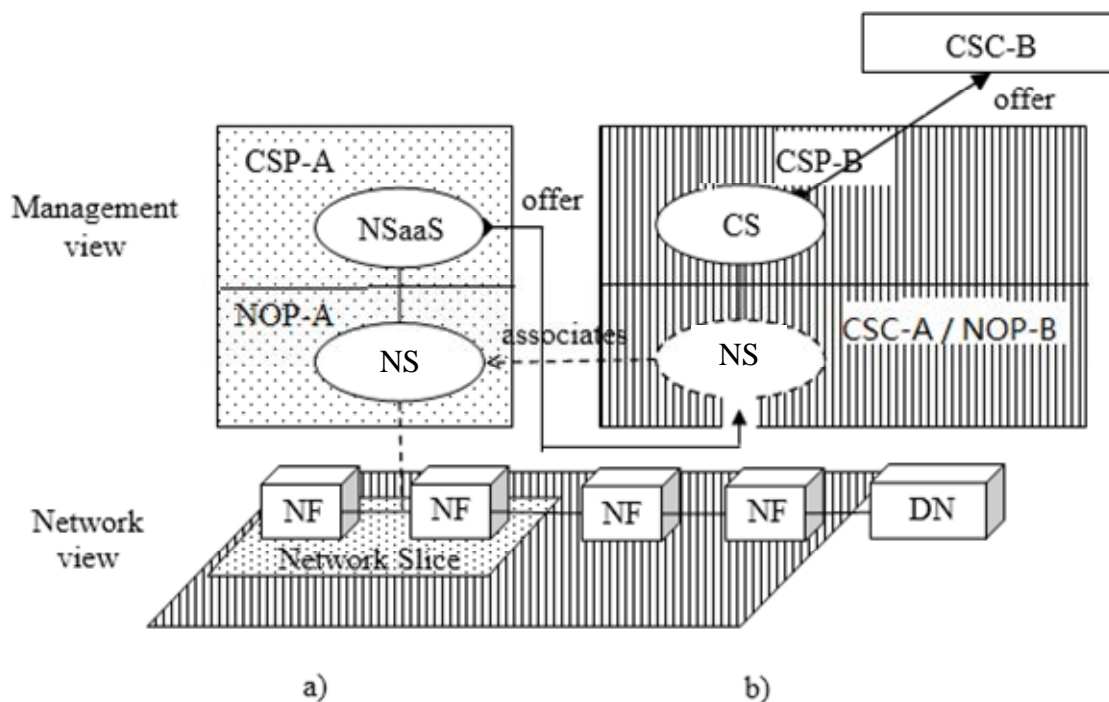 CSC-B
offer
CSP-A
CSP-B
Management
view
NSaaS
offer
CS
NOP-A
associates
CSC-A / NOP-B
NS
NS
Network
view
NF
NF
NF
NF
DN
Network Slice
a)
b)